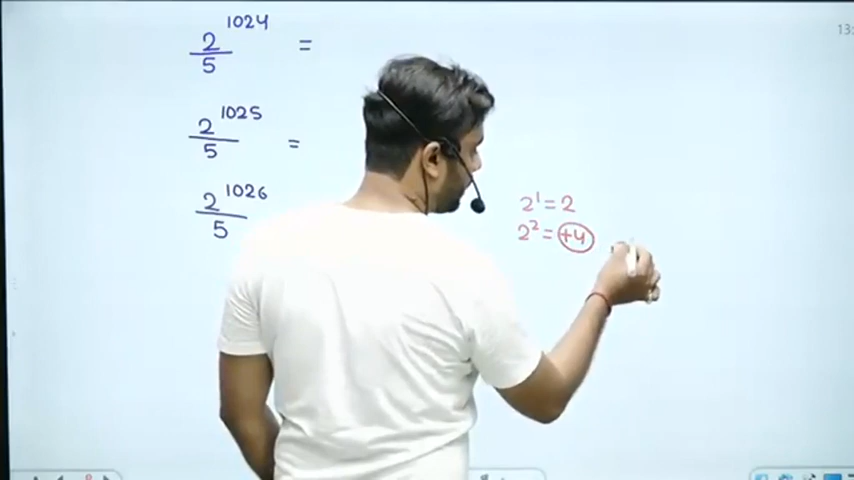 2^1024/5 =
2^1025/5 =
2^1026/5
2^1 = 2
2^2 = +4
13: